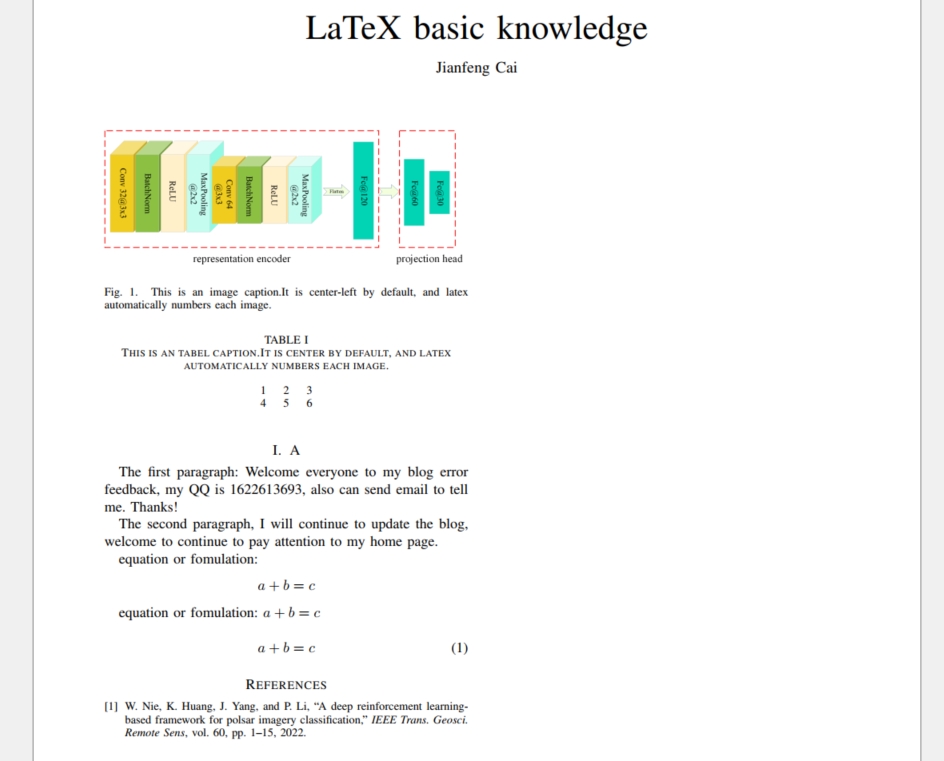 LaTeX basic knowledge
Jianfeng Cai
Conv 32@3x3
BatchNorm
ReLU
MaxPooling
@2x2
Conv 64
@3x3
BatchNorm
ReLU
MaxPooling
@2x2
Fc@120
Fc@60
Fc@30
representation encoder
projection head
Fig. 1. This is an image caption.It is center-left by default, and latex
automatically numbers each image.
TABLE I
THIS IS AN TABEL CAPTION.IT IS CENTER BY DEFAULT, AND LATEX
AUTOMATICALLY NUMBERS EACH IMAGE.
1 2 3
4 5 6
I. A
The first paragraph: Welcome everyone to my blog error
feedback, my QQ is 1622613693, also can send email to tell
me. Thanks!
The second paragraph, I will continue to update the blog,
welcome to continue to pay attention to my home page.
equation or fomulation:
a + b = c
equation or fomulation: a + b = c
a + b = c (1)
REFERENCES
[1] W. Nie, K. Huang, J. Yang, and P. Li, “A deep reinforcement learning-
based framework for polsar imagery classification,” IEEE Trans. Geosci.
Remote Sens, vol. 60, pp. 1–15, 2022.